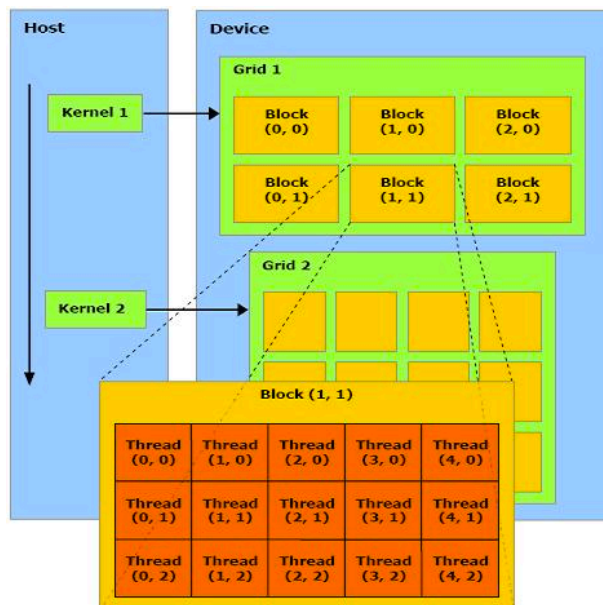 Host
Device
Grid 1
Kernel 1
Block Block Block
(0, 0) (1, 0) (2, 0)
Block Block Block
(0, 1) (1, 1) (2, 1)
Grid 2
Kernel 2
Block (1, 1)
Thread Thread Thread Thread Thread
(0, 0) (1, 0) (2, 0) (3, 0) (4, 0)
Thread Thread Thread Thread Thread
(0, 1) (1, 1) (2, 1) (3, 1) (4, 1)
Thread Thread Thread Thread Thread
(0, 2) (1, 2) (2, 2) (3, 2) (4, 2)